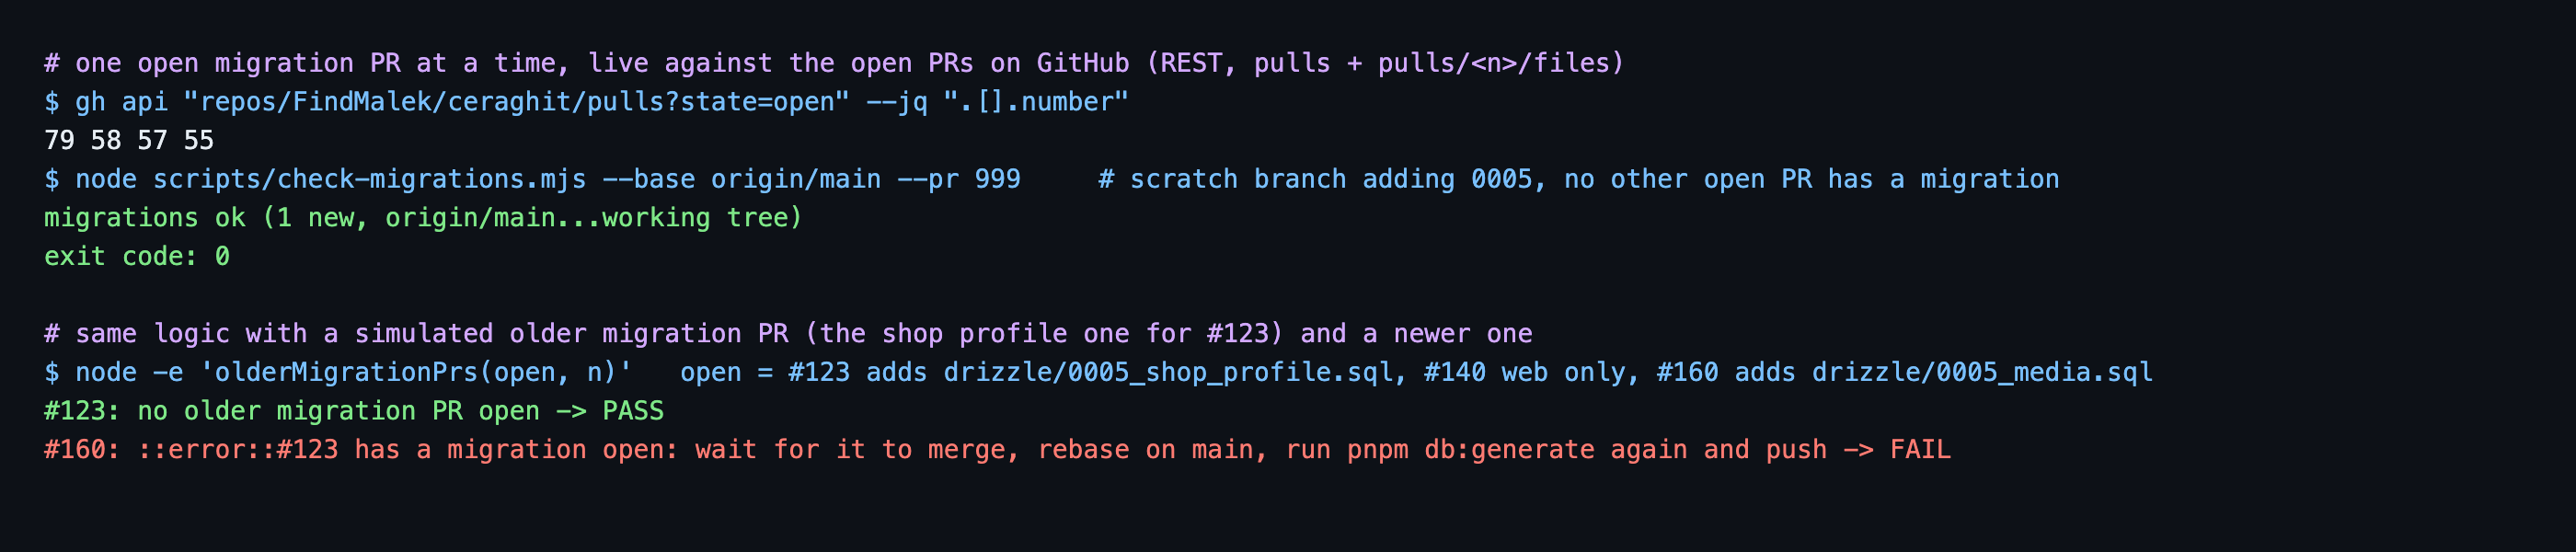 # one open migration PR at a time, live against the open PRs on GitHub (REST, pulls + pulls/<n>/files)
$ gh api "repos/FindMalek/ceraghit/pulls?state=open" --jq ".[].number"
79 58 57 55
$ node scripts/check-migrations.mjs --base origin/main --pr 999     # scratch branch adding 0005, no other open PR has a migration
migrations ok (1 new, origin/main...working tree)
exit code: 0
# same logic with a simulated older migration PR (the shop profile one for #123) and a newer one
$ node -e 'olderMigrationPrs(open, n)'   open = #123 adds drizzle/0005_shop_profile.sql, #140 web only, #160 adds drizzle/0005_media.sql
#123: no older migration PR open -> PASS
#160: ::error::#123 has a migration open: wait for it to merge, rebase on main, run pnpm db:generate again and push -> FAIL